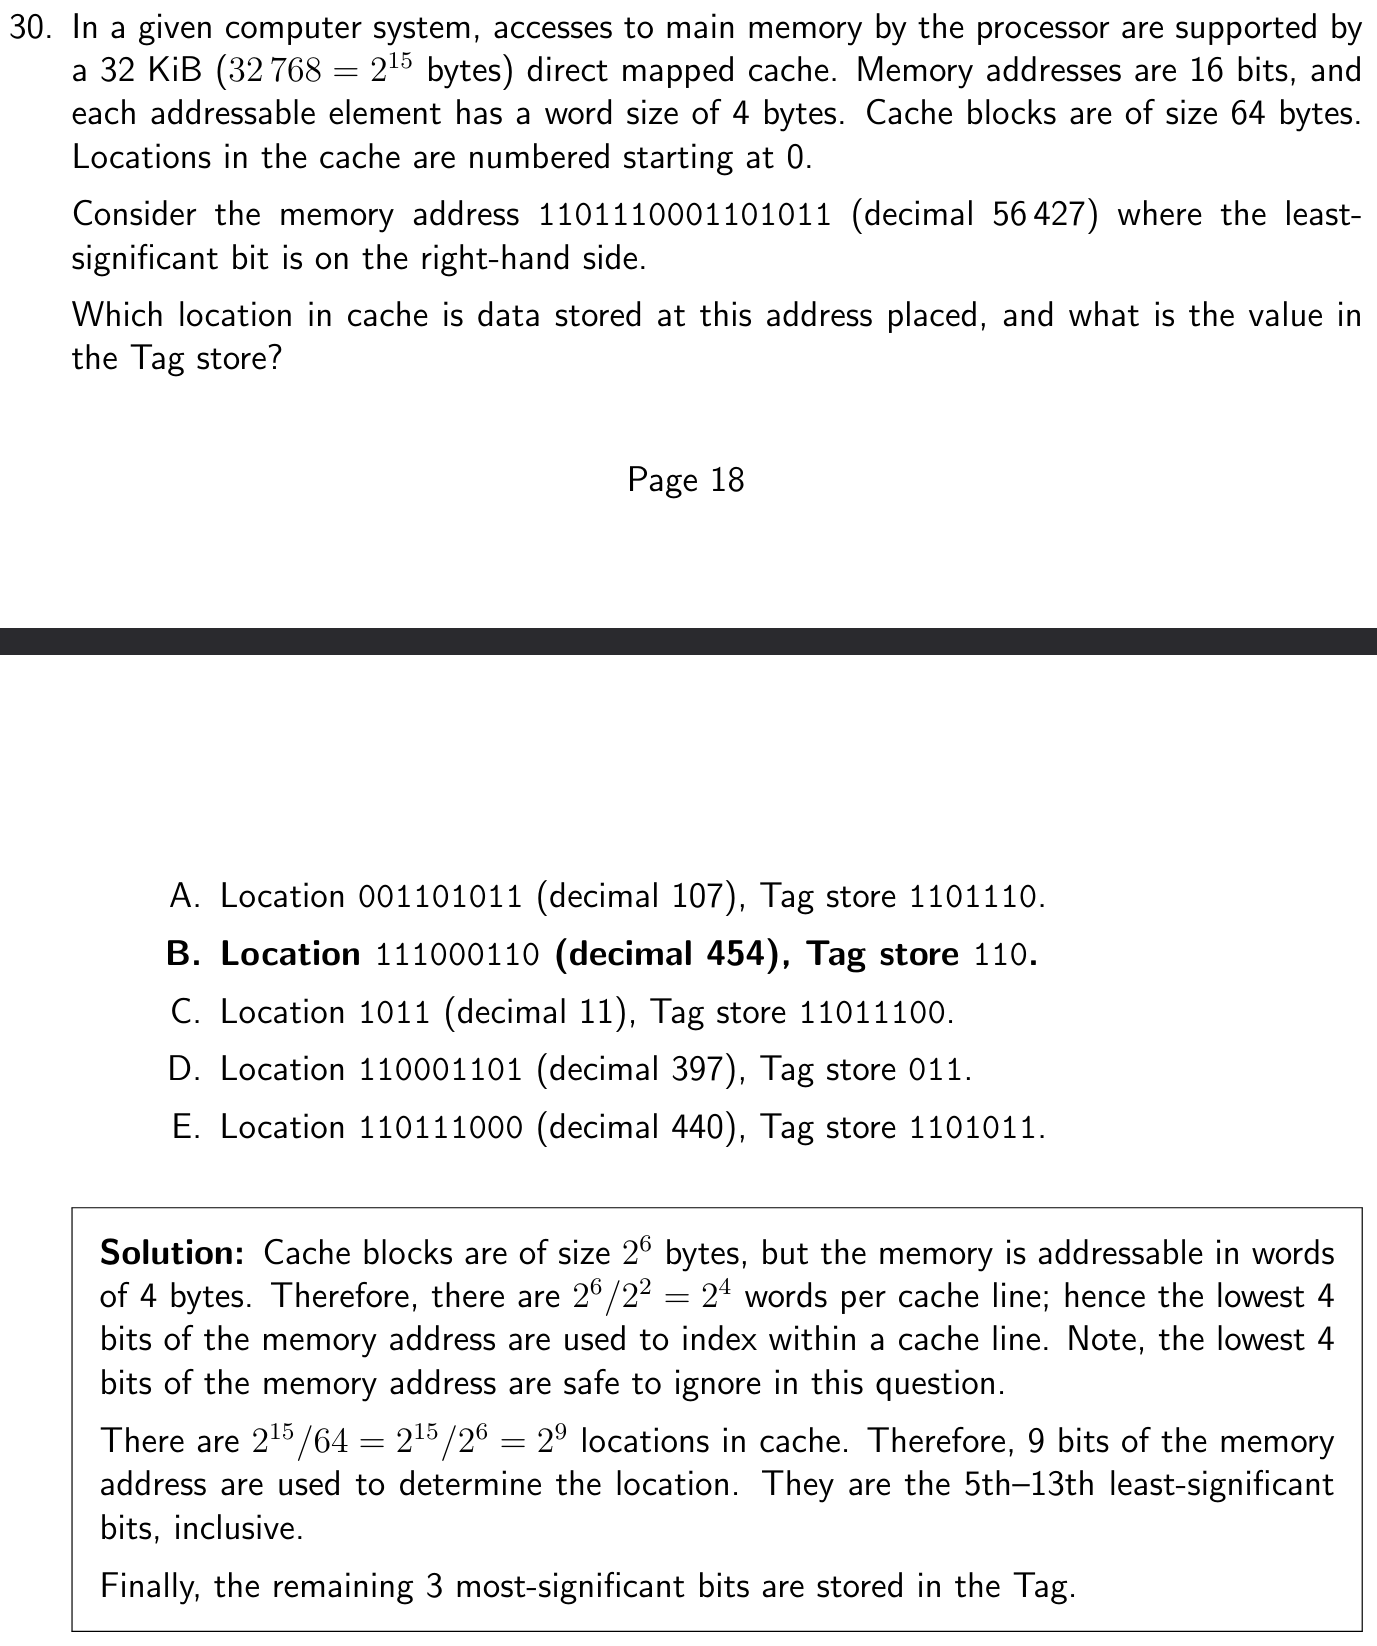 30. In a given computer system, accesses to main memory by the processor are supported by
a 32 KiB (32 768 = 2^15 bytes) direct mapped cache. Memory addresses are 16 bits, and
each addressable element has a word size of 4 bytes. Cache blocks are of size 64 bytes.
Locations in the cache are numbered starting at 0.
Consider the memory address 1101110001101011 (decimal 56 427) where the least-
significant bit is on the right-hand side.
Which location in cache is data stored at this address placed, and what is the value in
the Tag store?
Page 18
A. Location 001101011 (decimal 107), Tag store 1101110.
B. Location 111000110 (decimal 454), Tag store 110.
C. Location 1011 (decimal 11), Tag store 11011100.
D. Location 110001101 (decimal 397), Tag store 011.
E. Location 110111000 (decimal 440), Tag store 1101011.
Solution: Cache blocks are of size 2^6 bytes, but the memory is addressable in words
of 4 bytes. Therefore, there are 2^6/2^2 = 2^4 words per cache line; hence the lowest 4
bits of the memory address are used to index within a cache line. Note, the lowest 4
bits of the memory address are safe to ignore in this question.
There are 2^15/64 = 2^15/2^6 = 2^9 locations in cache. Therefore, 9 bits of the memory
address are used to determine the location. They are the 5th–13th least-significant
bits, inclusive.
Finally, the remaining 3 most-significant bits are stored in the Tag.